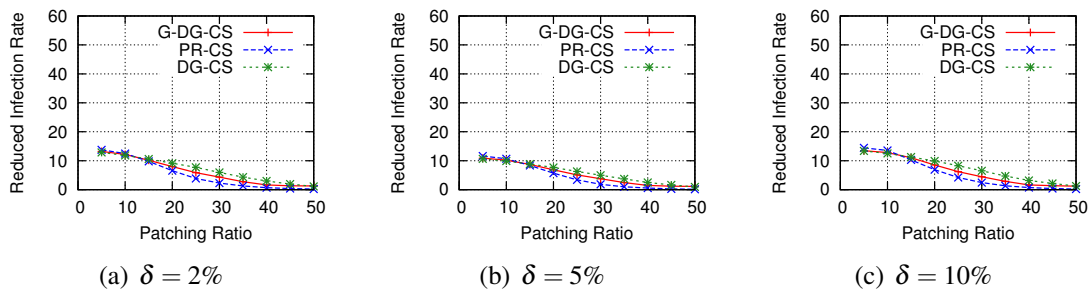 Reduced Infection Rate
60
50
40
30
20
10
0
G-DG-CS
PR-CS
DG-CS
0 10 20 30 40 50
Patching Ratio
(a) δ = 2%
Reduced Infection Rate
60
50
40
30
20
10
0
G-DG-CS
PR-CS
DG-CS
0 10 20 30 40 50
Patching Ratio
(b) δ = 5%
Reduced Infection Rate
60
50
40
30
20
10
0
G-DG-CS
PR-CS
DG-CS
0 10 20 30 40 50
Patching Ratio
(c) δ = 10%